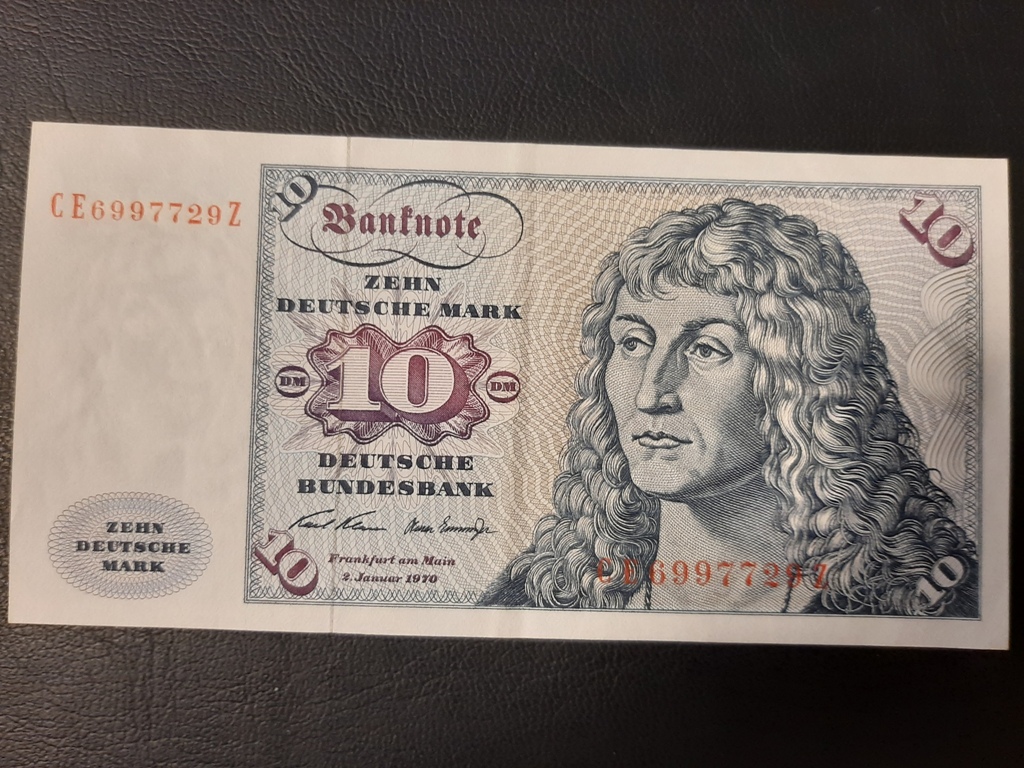 CE6997729Z
10
Banknote
10
ZEHN
DEUTSCHE MARK
DM
10
DM
DEUTSCHE
BUNDESBANK
10
Frankfurt am Main
2. Januar 1970
ZEHN
DEUTSCHE
MARK
CE6997729Z
10